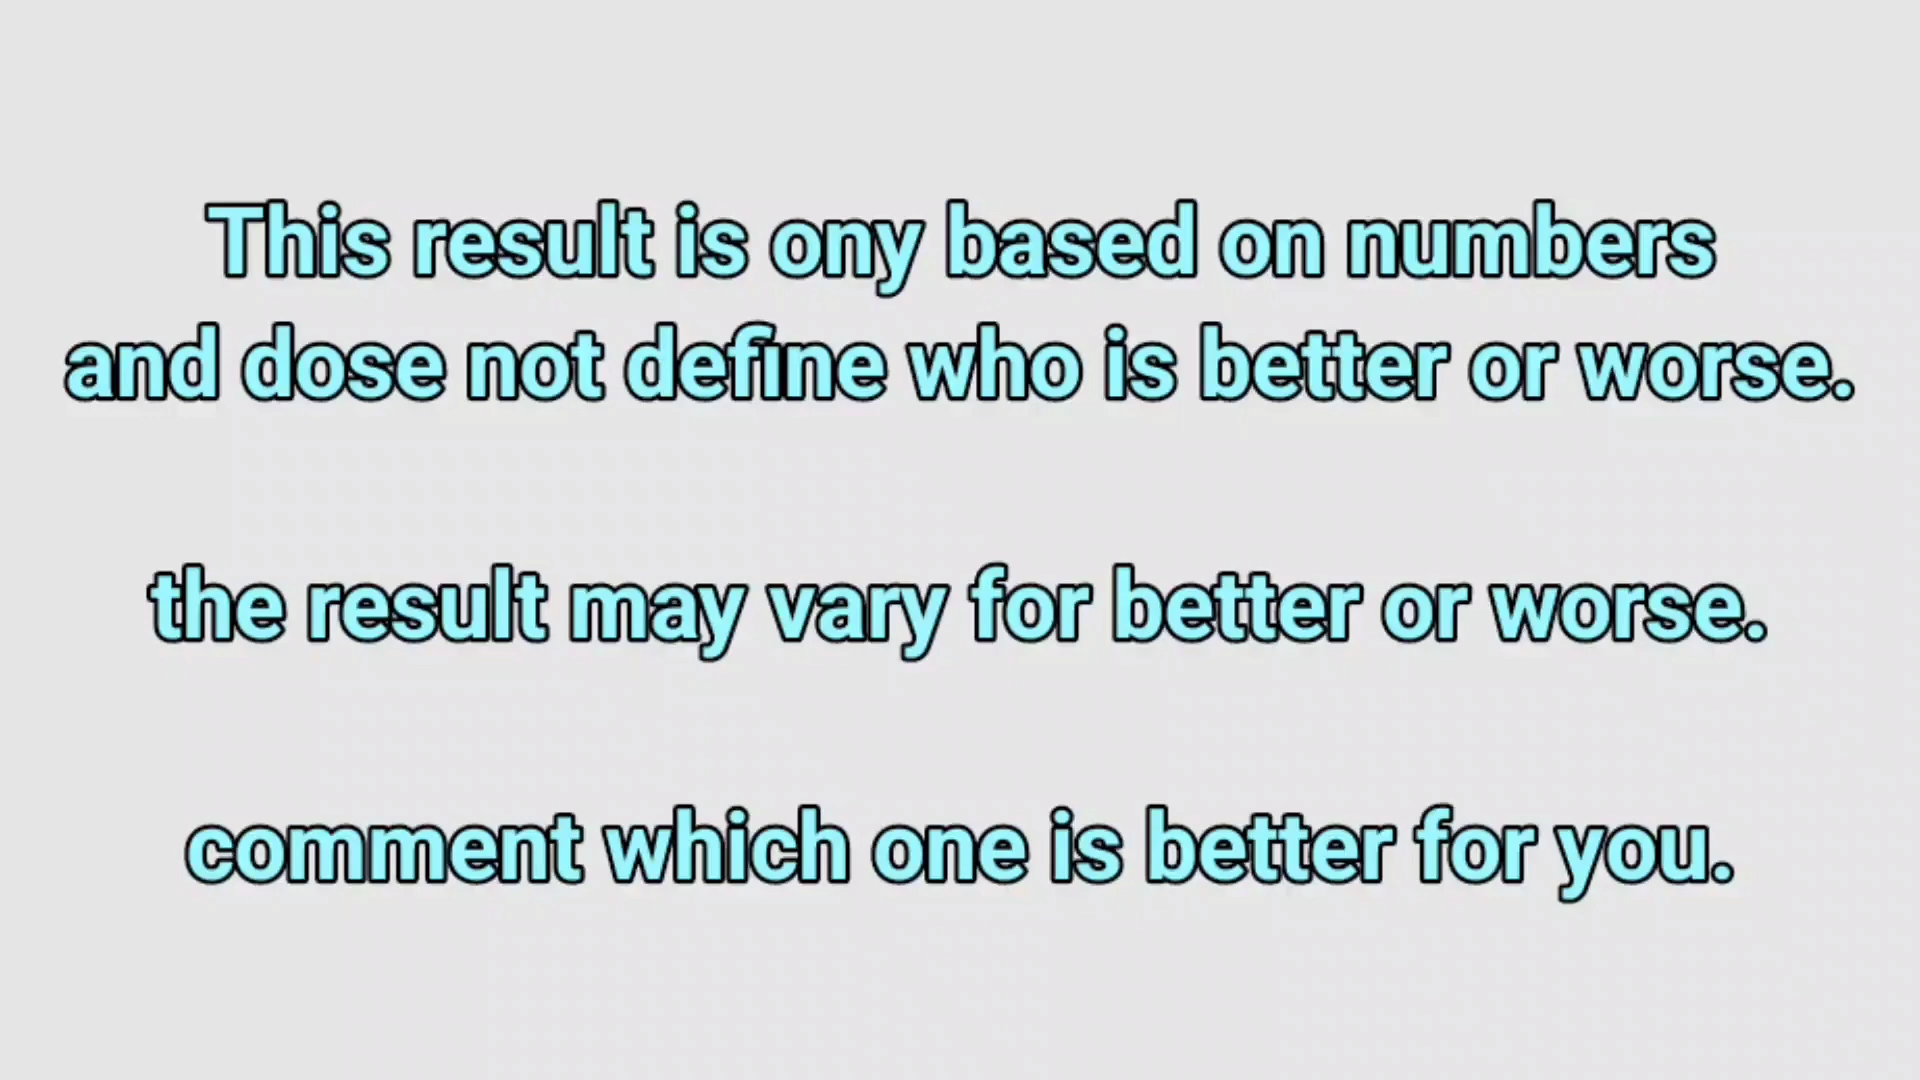 This result is ony based on numbers
and dose not define who is better or worse.
the result may vary for better or worse.
comment which one is better for you.